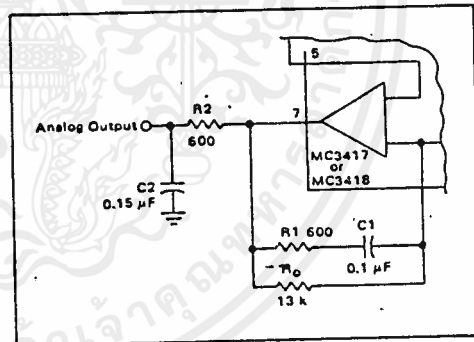 5
7
Analog Output
R2
600
MC3417
or
MC3418
C2
0.15 µF
R1 600
C1
0.1 µF
Ro
13 k